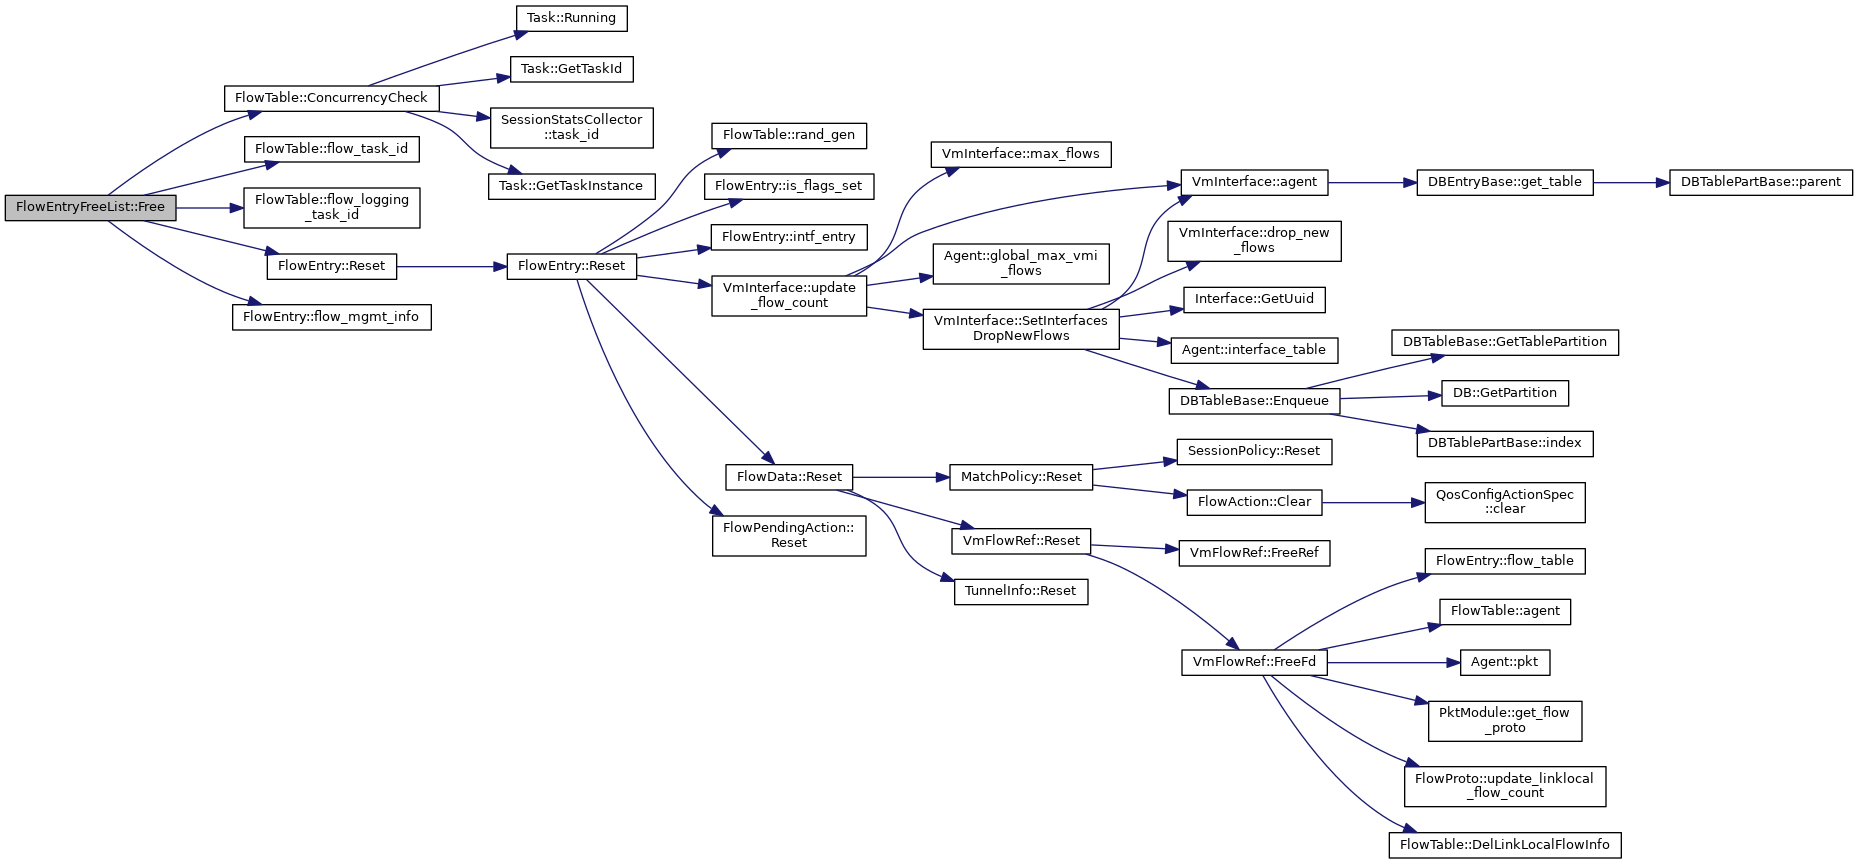 Task::Running
Task::GetTaskId
FlowTable::ConcurrencyCheck
SessionStatsCollector
::task_id
Task::GetTaskInstance
FlowTable::flow_task_id
FlowEntryFreeList::Free
FlowTable::flow_logging
_task_id
FlowEntry::Reset
FlowEntry::flow_mgmt_info
FlowEntry::Reset
FlowTable::rand_gen
FlowEntry::is_flags_set
FlowEntry::intf_entry
VmInterface::update
_flow_count
VmInterface::max_flows
VmInterface::agent
DBEntryBase::get_table
DBTablePartBase::parent
Agent::global_max_vmi
_flows
VmInterface::SetInterfaces
DropNewFlows
VmInterface::drop_new
_flows
Interface::GetUuid
Agent::interface_table
DBTableBase::Enqueue
DBTableBase::GetTablePartition
DB::GetPartition
DBTablePartBase::index
FlowData::Reset
FlowPendingAction::
Reset
MatchPolicy::Reset
SessionPolicy::Reset
FlowAction::Clear
QosConfigActionSpec
::clear
VmFlowRef::Reset
VmFlowRef::FreeRef
TunnelInfo::Reset
VmFlowRef::FreeFd
FlowEntry::flow_table
FlowTable::agent
Agent::pkt
PktModule::get_flow
_proto
FlowProto::update_linklocal
_flow_count
FlowTable::DelLinkLocalFlowInfo